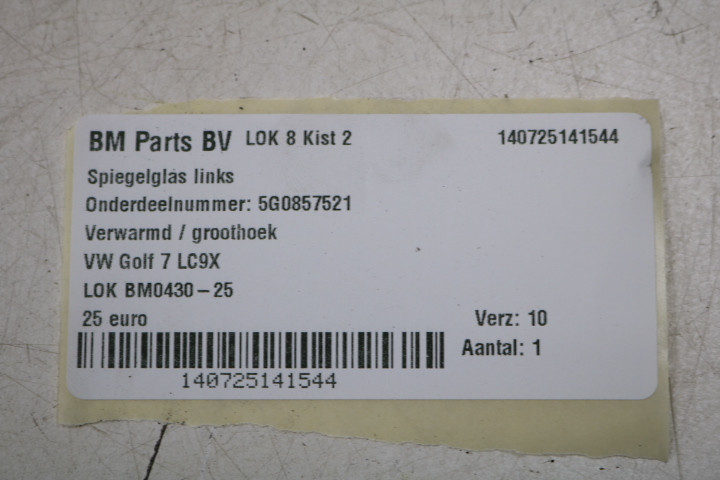 BM Parts BV LOK 8 Kist 2 140725141544
Spiegelglas links
Onderdeelnummer: 5G0857521
Verwarmd / groothoek
VW Golf 7 LC9X
LOK BM0430-25
25 euro Verz: 10
Aantal: 1
140725141544